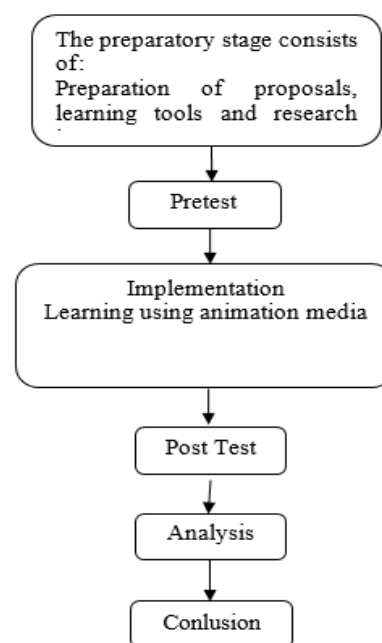 The preparatory stage consists
of:
Preparation of proposals,
learning tools and research
Pretest
Implementation
Learning using animation media
Post Test
Analysis
Conlusion